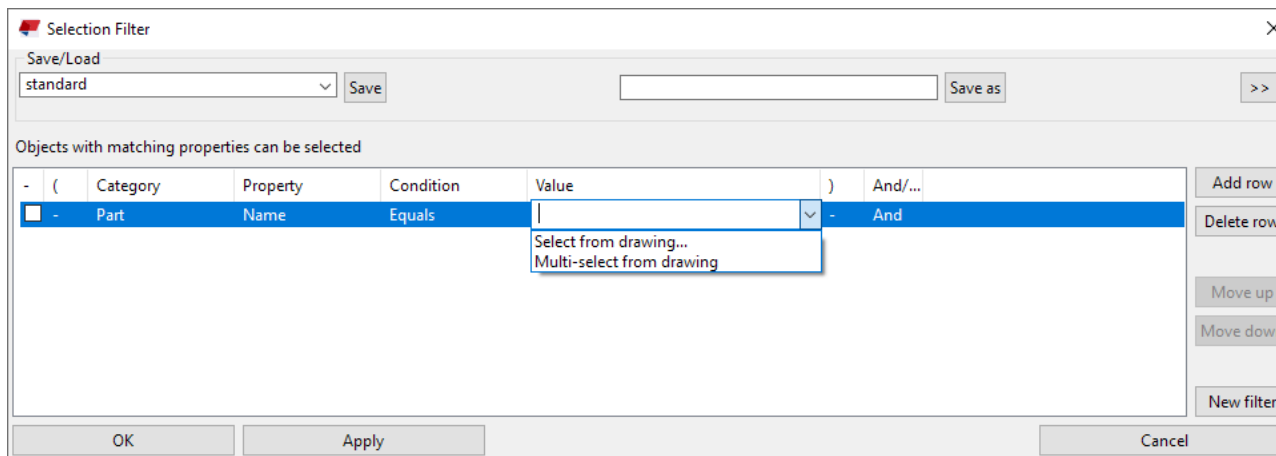 Selection Filter
Save/Load
standard Save Save as >>
Objects with matching properties can be selected
- ( Category Property Condition Value ) And/... Add row
- Part Name Equals - And Delete row
Select from drawing...
Multi-select from drawing
Move up
Move dow
New filter
OK Apply Cancel